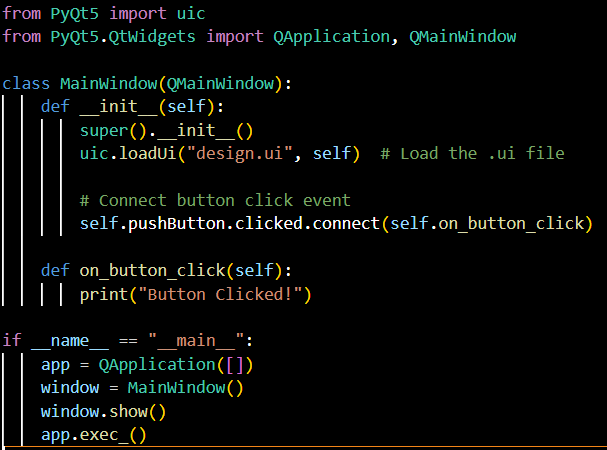 from PyQt5 import uic
from PyQt5.QtWidgets import QApplication, QMainWindow

class MainWindow(QMainWindow):
    def __init__(self):
        super().__init__()
        uic.loadUi("design.ui", self)  # Load the .ui file

        # Connect button click event
        self.pushButton.clicked.connect(self.on_button_click)

    def on_button_click(self):
        print("Button Clicked!")

if __name__ == "__main__":
    app = QApplication([])
    window = MainWindow()
    window.show()
    app.exec_()